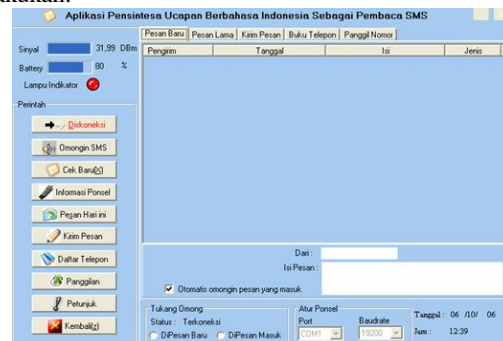 Aplikasi Pensintesa Ucapan Berbahasa Indonesia Sebagai Pembaca SMS
Sinyal 31,99 DBm
Battery 80 %
Lampu Indikator
Perintah
Diskoneksi
Omongin SMS
Cek Baru(X)
Informasi Ponsel
Pesan Hari ini
Kirim Pesan
Daftar Telepon
Panggilan
Petunjuk
Kembali(z)
Pesan Baru Pesan Lama Kirim Pesan Buku Telepon Panggil Nomor
Pengirim Tanggal Isi Jenis
Dari :
Isi Pesan :
Otomatis omongin pesan yang masuk
Tukang Omong
Status : Terkoneksi
DiPesan Baru DiPesan Masuk
Atur Ponsel
Port Baudrate
COM1 19200
Tanggal : 06 /10/ 06
Jam : 12:39